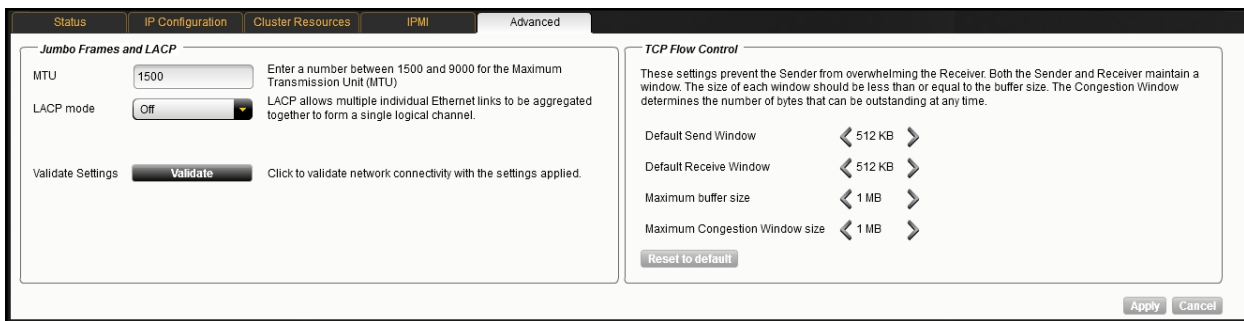 Status
IP Configuration
Cluster Resources
IPMI
Advanced
Jumbo Frames and LACP
MTU
1500
Enter a number between 1500 and 9000 for the Maximum
Transmission Unit (MTU)
LACP mode
Off
LACP allows multiple individual Ethernet links to be aggregated
together to form a single logical channel.
Validate Settings
Validate
Click to validate network connectivity with the settings applied.
TCP Flow Control
These settings prevent the Sender from overwhelming the Receiver. Both the Sender and Receiver maintain a
window. The size of each window should be less than or equal to the buffer size. The Congestion Window
determines the number of bytes that can be outstanding at any time.
Default Send Window
512 KB
Default Receive Window
512 KB
Maximum buffer size
1 MB
Maximum Congestion Window size
1 MB
Reset to default
Apply
Cancel